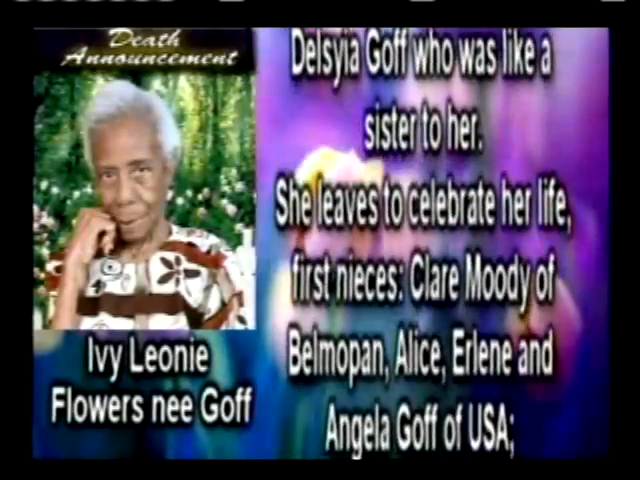 Death
Announcement
Ivy Leonie
Flowers nee Goff
Delsyia Goff who was like a
sister to her.
She leaves to celebrate her life,
first nieces: Clare Moody of
Belmopan, Alice, Erlene and
Angela Goff of USA;